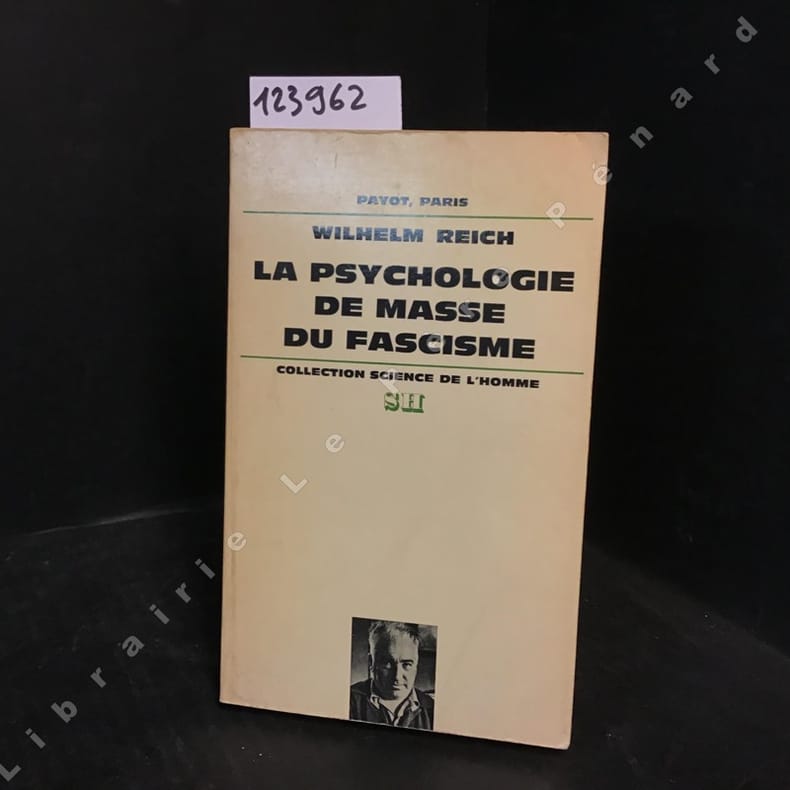 123962
PAYOT, PARIS
WILHELM REICH
LA PSYCHOLOGIE
DE MASSE
DU FASCISME
COLLECTION SCIENCE DE L'HOMME
SH
Librairie Le Père Pénard